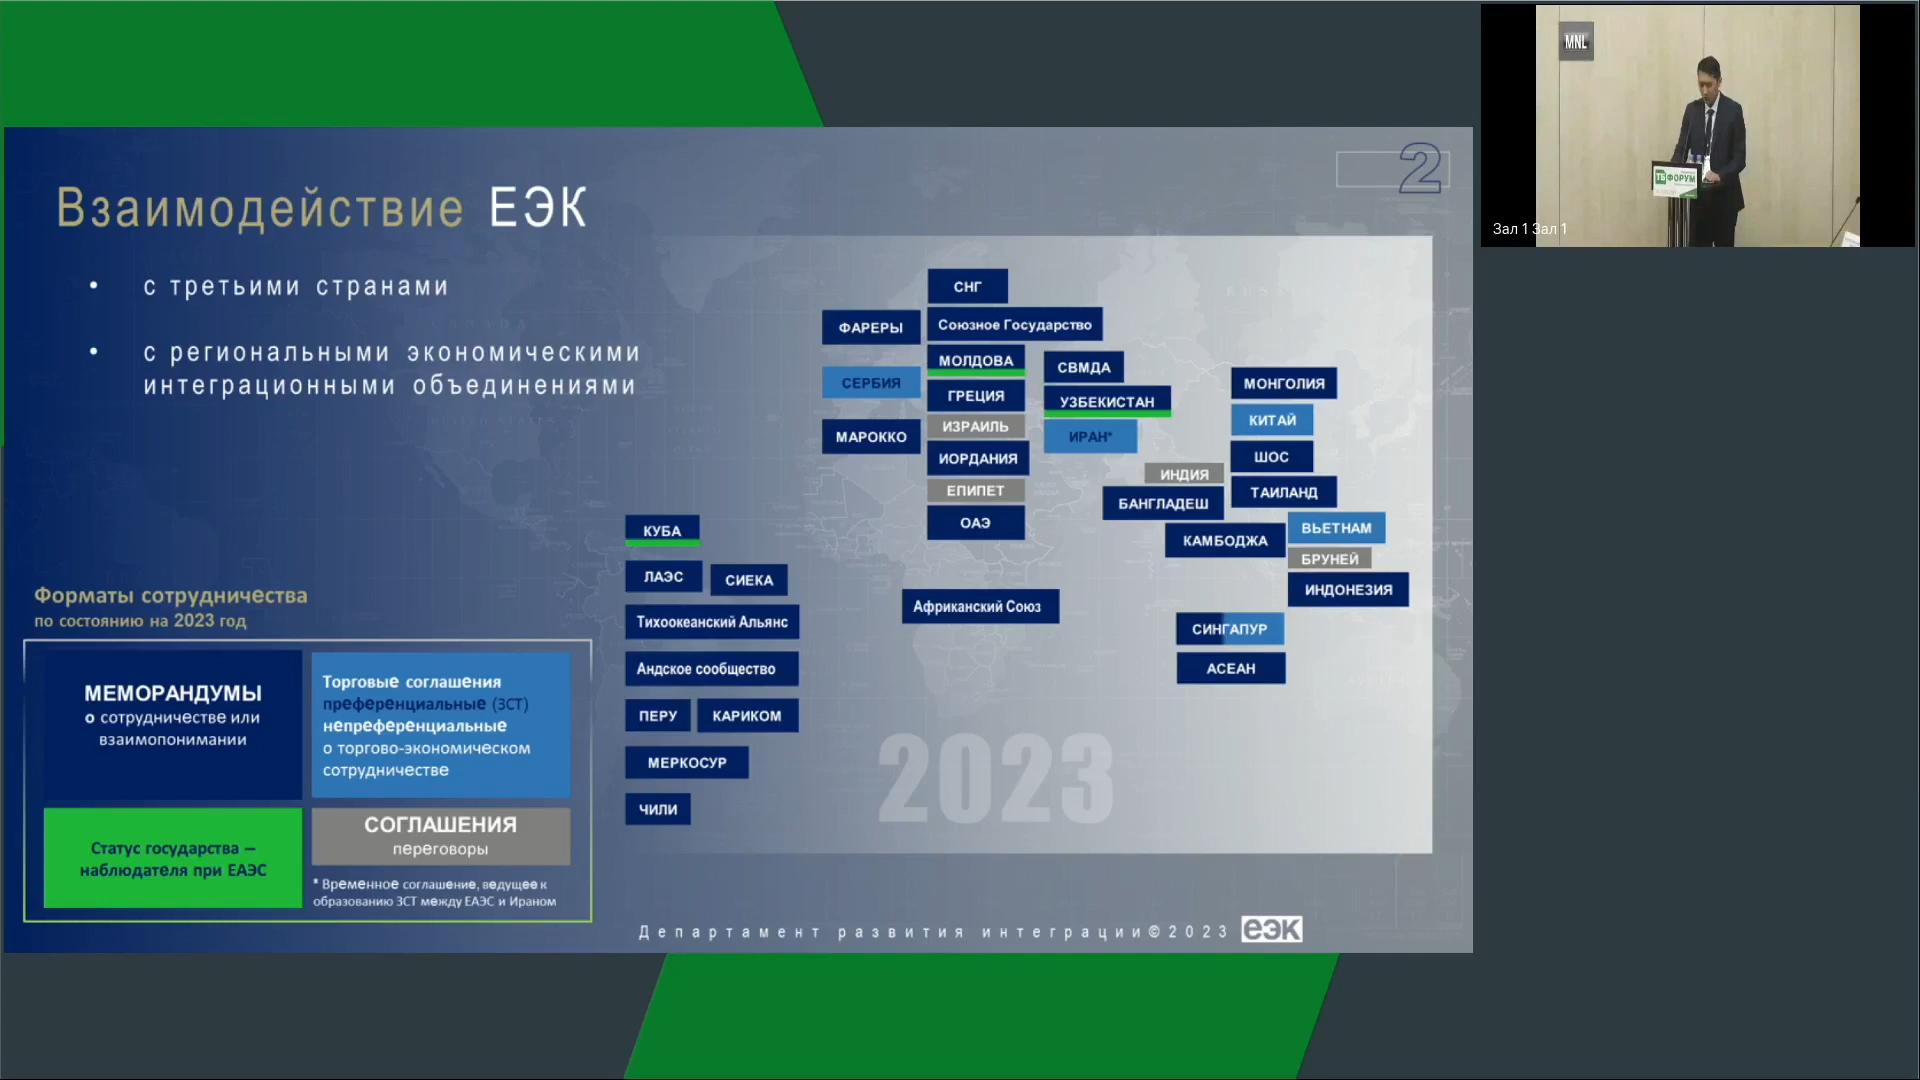 Взаимодействие ЕЭК
2
• с третьими странами
• с региональными экономическими
интеграционными объединениями
СНГ
ФАРЕРЫ
Союзное Государство
МОЛДОВА
СВМДА
СЕРБИЯ
ГРЕЦИЯ
УЗБЕКИСТАН
МОНГОЛИЯ
ИЗРАИЛЬ
КИТАЙ
МАРОККО
ИРАН*
ИОРДАНИЯ
ШОС
ИНДИЯ
ЕГИПЕТ
ТАИЛАНД
БАНГЛАДЕШ
ОАЭ
ВЬЕТНАМ
КАМБОДЖА
БРУНЕЙ
ИНДОНЕЗИЯ
КУБА
ЛАЭС
СИЕКА
Африканский Союз
Тихоокеанский Альянс
СИНГАПУР
Андское сообщество
АСЕАН
ПЕРУ
КАРИКОМ
МЕРКОСУР
ЧИЛИ
2023
Форматы сотрудничества
по состоянию на 2023 год
МЕМОРАНДУМЫ
о сотрудничестве или
взаимопонимании
Торговые соглашения
преференциальные (ЗСТ)
непреференциальные
о торгово-экономическом
сотрудничестве
Статус государства –
наблюдателя при ЕАЭС
СОГЛАШЕНИЯ
переговоры
* Временное соглашение, ведущее к
образованию ЗСТ между ЕАЭС и Ираном
Департамент развития интеграции©2023 ЕЭК
MNL
ТБ ФОРУМ
Зал 1 Зал 1